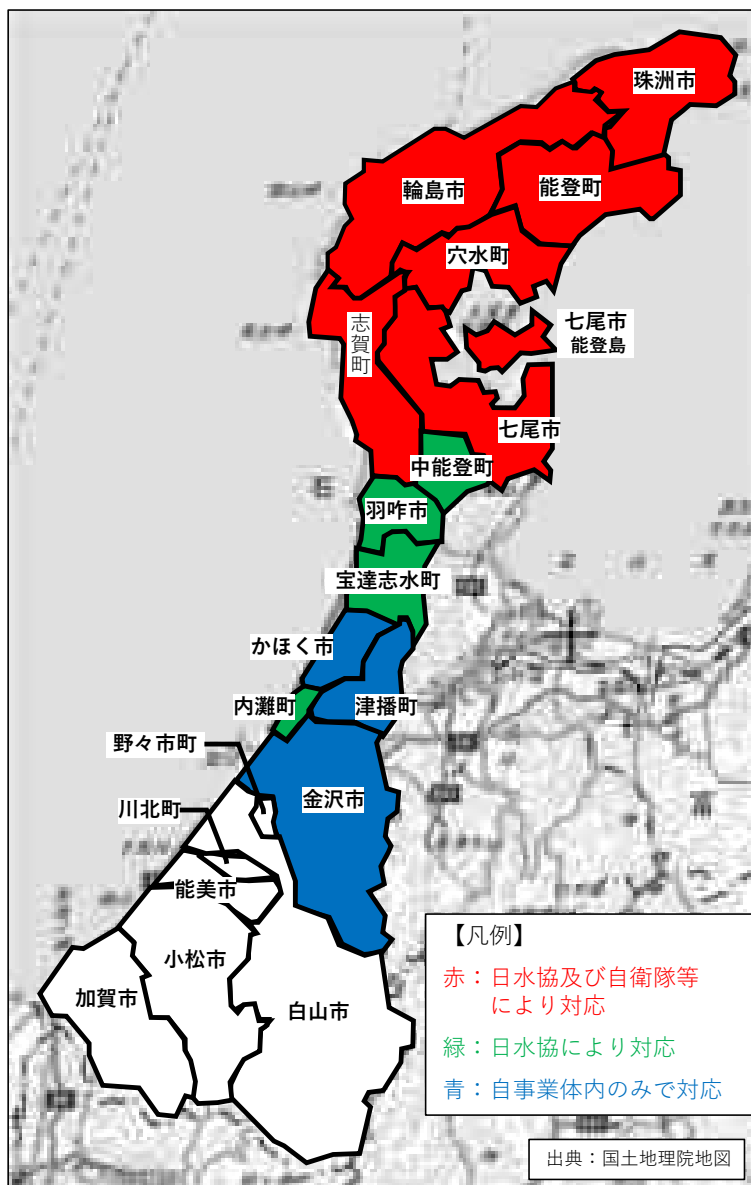 珠洲市
輪島市
能登町
穴水町
志賀町
七尾市
能登島
七尾市
中能登町
羽咋市
宝達志水町
かほく市
内灘町
津播町
野々市町
金沢市
川北町
能美市
小松市
加賀市
白山市
【凡例】
赤：日水協及び自衛隊等
により対応
緑：日水協により対応
青：自事業体内のみで対応
出典：国土地理院地図